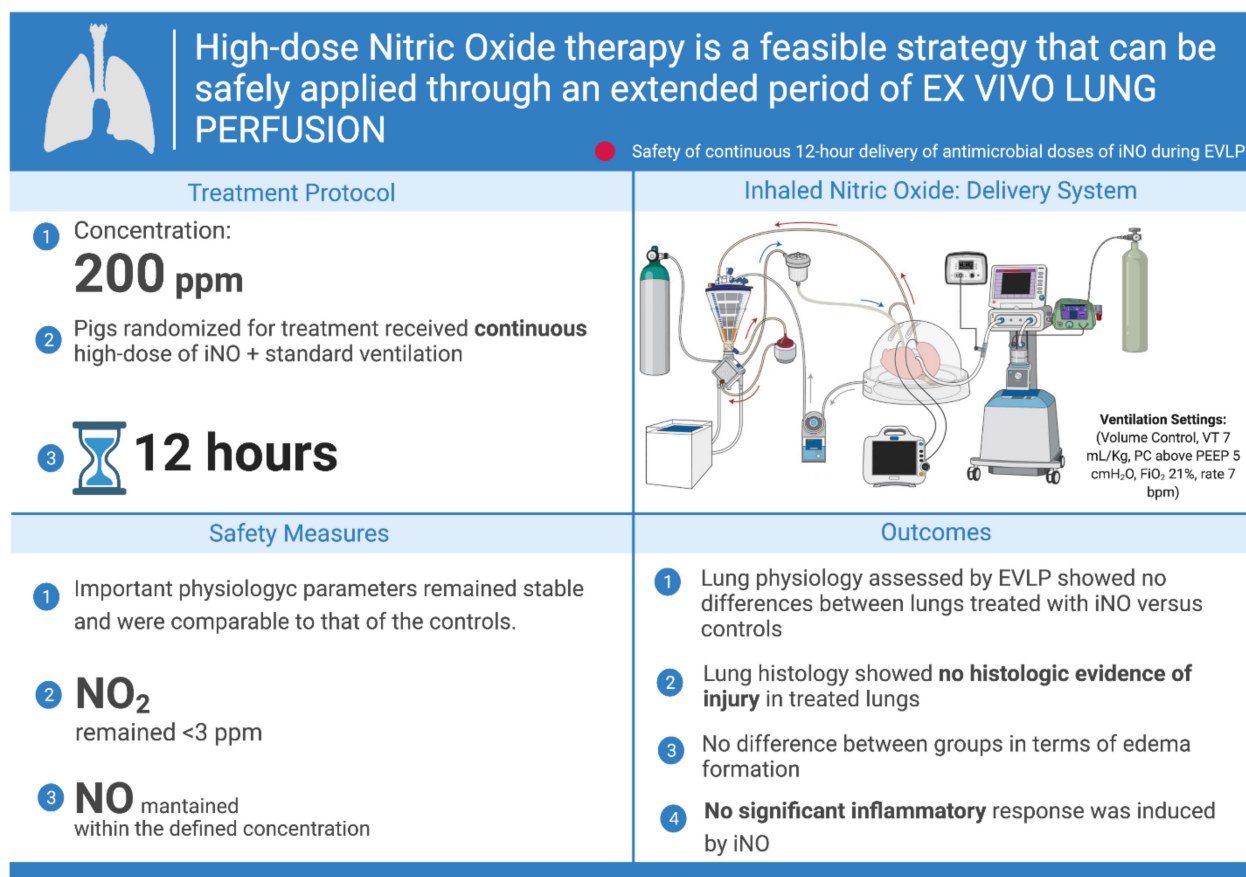 High-dose Nitric Oxide therapy is a feasible strategy that can be
safely applied through an extended period of EX VIVO LUNG
PERFUSION
Safety of continuous 12-hour delivery of antimicrobial doses of iNO during EVLP
Treatment Protocol
1 Concentration:
200 ppm
2 Pigs randomized for treatment received continuous
high-dose of iNO + standard ventilation
3 12 hours
Inhaled Nitric Oxide: Delivery System
Ventilation Settings:
(Volume Control, VT 7
mL/Kg, PC above PEEP 5
cmH₂O, FiO₂ 21%, rate 7
bpm)
Safety Measures
1 Important physiologyc parameters remained stable
and were comparable to that of the controls.
2 NO₂
remained <3 ppm
3 NO mantained
within the defined concentration
Outcomes
1 Lung physiology assessed by EVLP showed no
differences between lungs treated with iNO versus
controls
2 Lung histology showed no histologic evidence of
injury in treated lungs
3 No difference between groups in terms of edema
formation
4 No significant inflammatory response was induced
by iNO